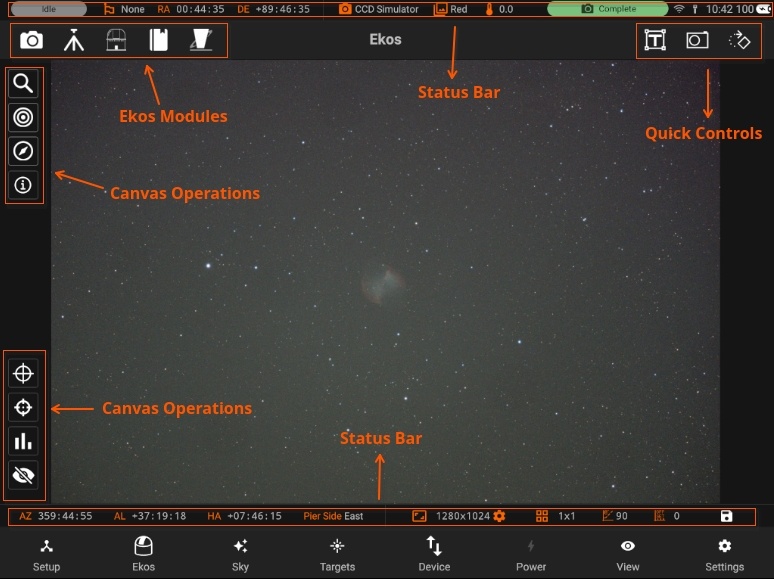 Idle None RA 00:44:35 DE +89:46:35 CCD Simulator Red 0.0 Complete 10:42 100
Ekos
Status Bar
Ekos Modules
Quick Controls
Canvas Operations
Canvas Operations
Status Bar
AZ 359:44:55 AL +37:19:18 HA +07:46:15 Pier Side East 1280x1024 1x1 90 0
Setup Ekos Sky Targets Device Power View Settings